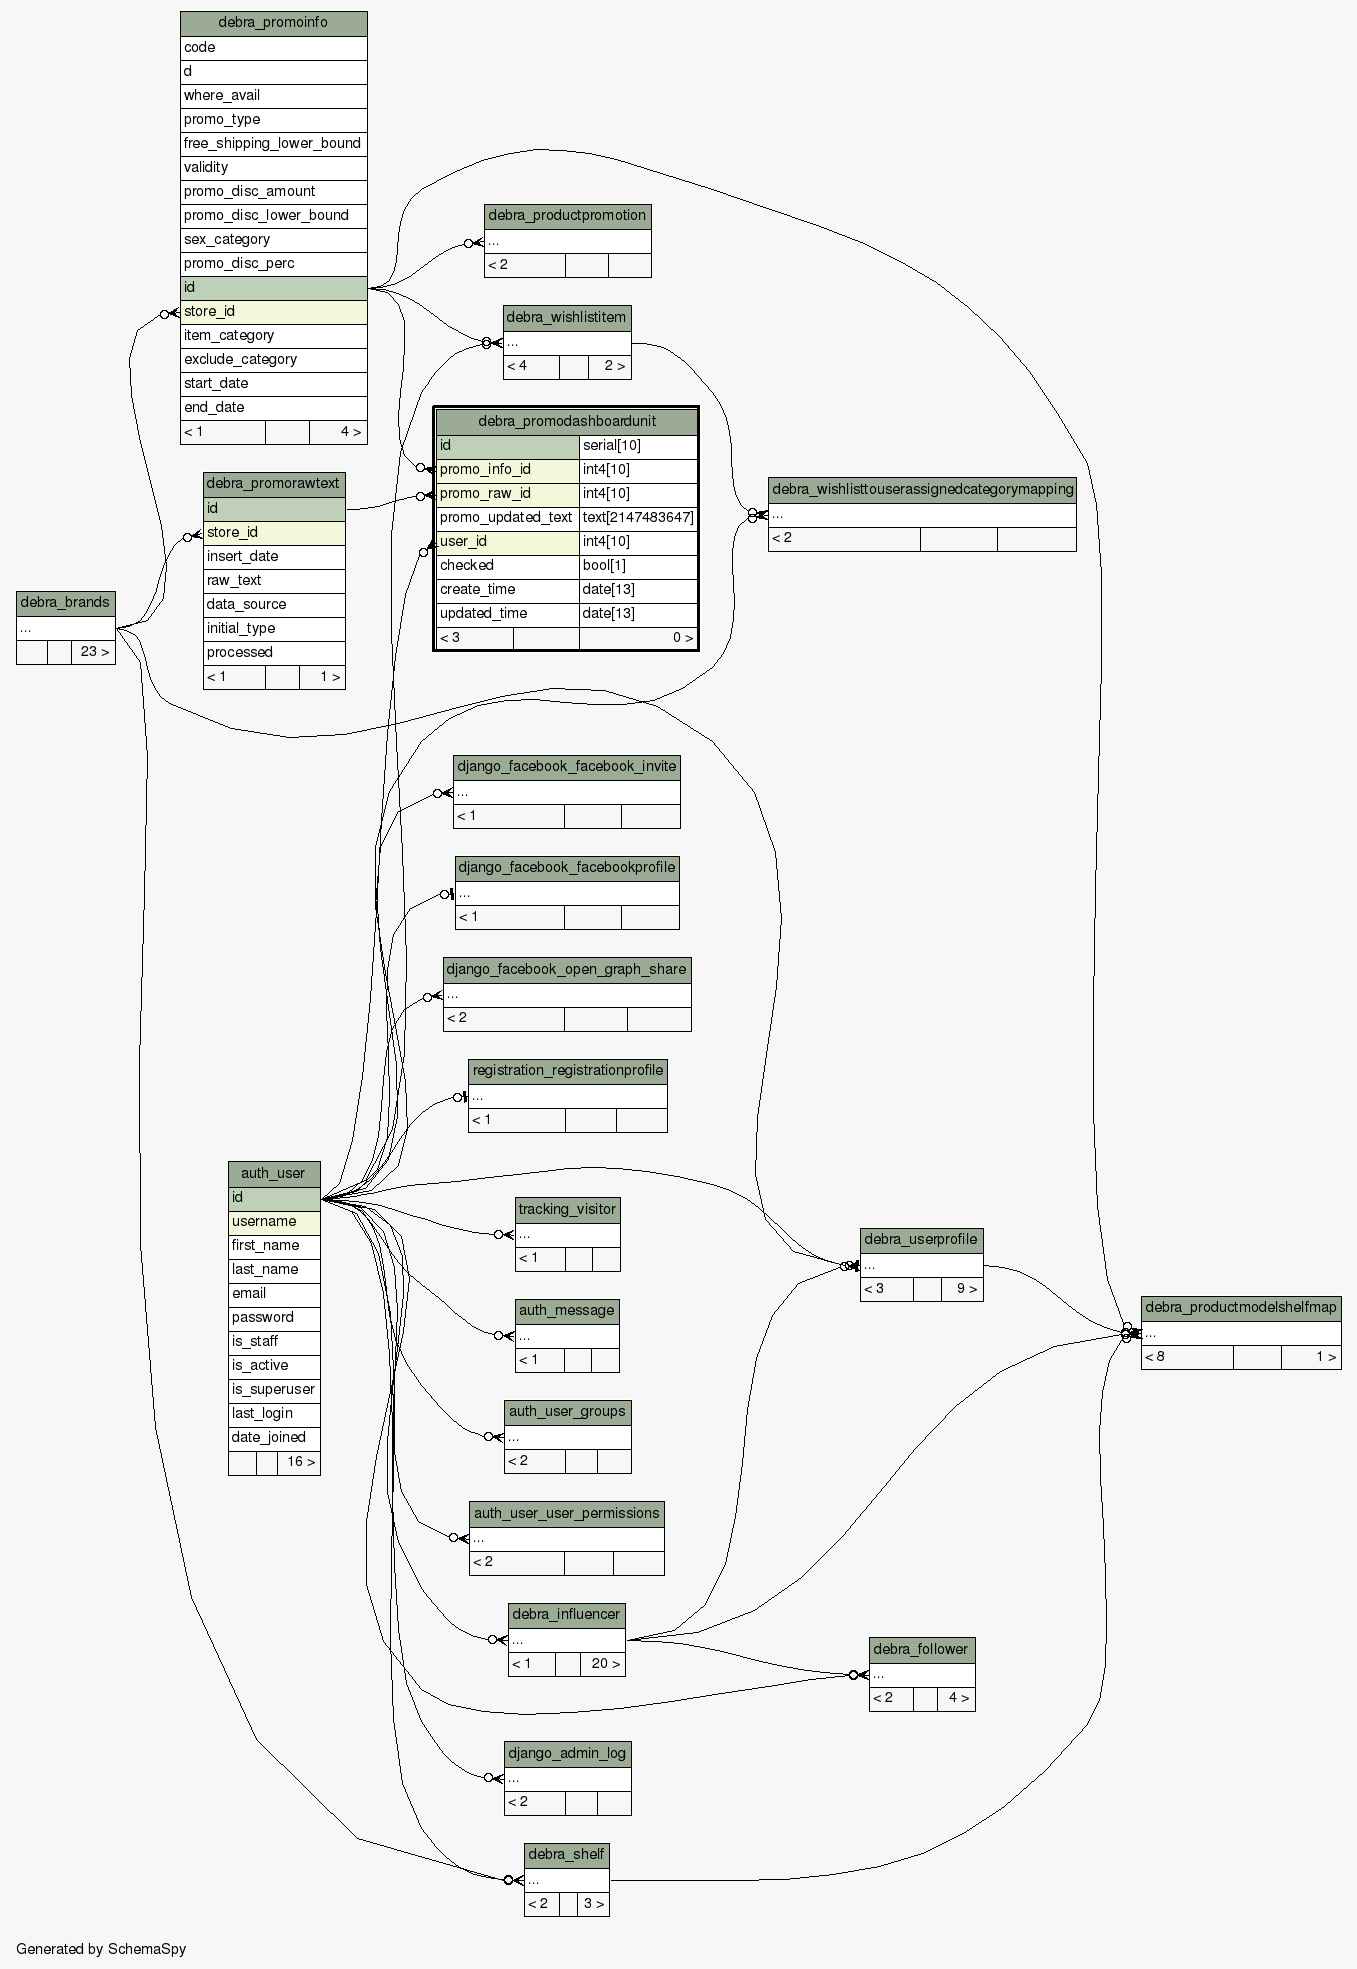 debra_promoinfo
code
d
where_avail
promo_type
free_shipping_lower_bound
validity
promo_disc_amount
promo_disc_lower_bound
sex_category
promo_disc_perc
id
store_id
item_category
exclude_category
start_date
end_date
< 1 4 >
debra_productpromotion
...
< 2
debra_wishlistitem
...
< 4 2 >
debra_promodashboardunit
id serial[10]
promo_info_id int4[10]
promo_raw_id int4[10]
promo_updated_text text[2147483647]
user_id int4[10]
checked bool[1]
create_time date[13]
updated_time date[13]
< 3 0 >
debra_promorawtext
id
store_id
insert_date
raw_text
data_source
initial_type
processed
< 1 1 >
debra_wishlisttouserassignedcategorymapping
...
< 2
debra_brands
...
23 >
django_facebook_facebook_invite
...
< 1
django_facebook_facebookprofile
...
< 1
django_facebook_open_graph_share
...
< 2
registration_registrationprofile
...
< 1
auth_user
id
username
first_name
last_name
email
password
is_staff
is_active
is_superuser
last_login
date_joined
16 >
tracking_visitor
...
< 1
debra_userprofile
...
< 3 9 >
auth_message
...
< 1
debra_productmodelshelfmap
...
< 8 1 >
auth_user_groups
...
< 2
auth_user_user_permissions
...
< 2
debra_influencer
...
< 1 20 >
debra_follower
...
< 2 4 >
django_admin_log
...
< 2
debra_shelf
...
< 2 3 >
Generated by SchemaSpy